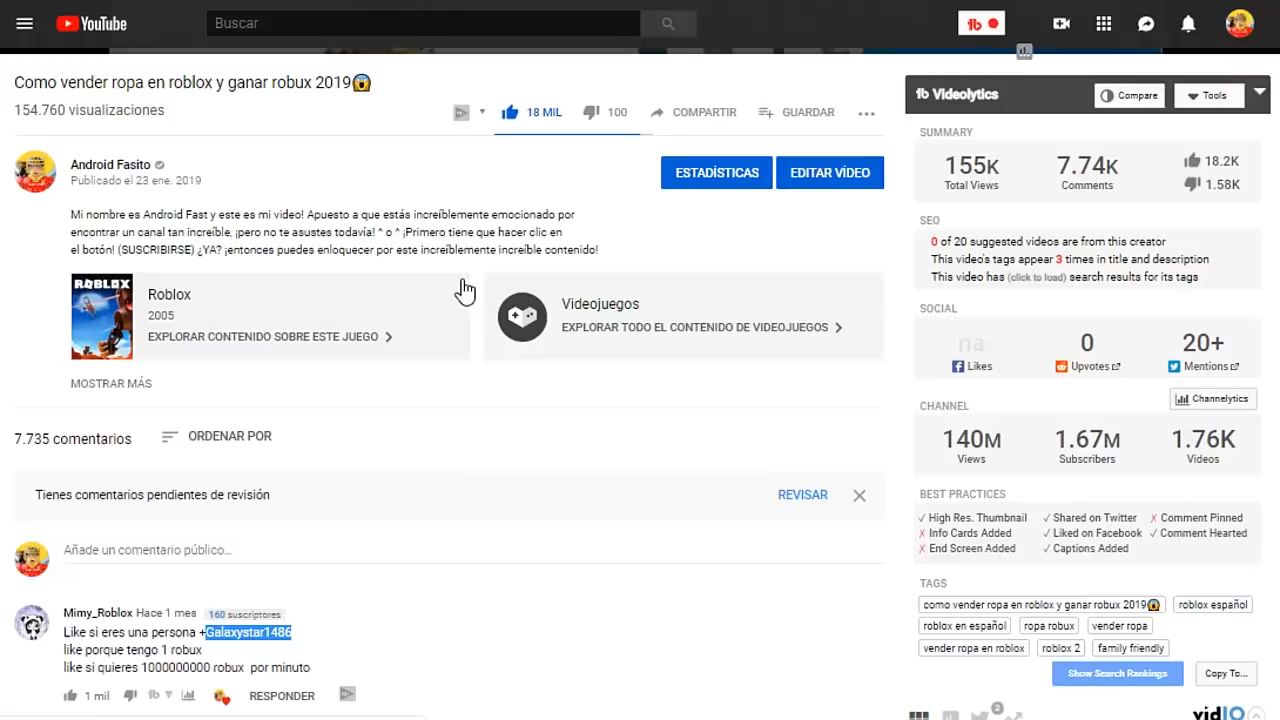 YouTube
Buscar
Como vender ropa en roblox y ganar robux 2019😱
154.760 visualizaciones
18 MIL
100
COMPARTIR
GUARDAR
Android Fasito
Publicado el 23 ene. 2019
ESTADÍSTICAS
EDITAR VÍDEO
Mi nombre es Android Fast y este es mi video! Apuesto a que estás increíblemente emocionado por
encontrar un canal tan increíble, ¡pero no te asustes todavía! ^ o ^ ¡Primero tiene que hacer clic en
el botón! (SUSCRIBIRSE) ¿YA? ¡entonces puedes enloquecer por este increíblemente increíble contenido!
ROBLOX
Roblox
2005
EXPLORAR CONTENIDO SOBRE ESTE JUEGO
Videojuegos
EXPLORAR TODO EL CONTENIDO DE VIDEOJUEGOS
MOSTRAR MÁS
7.735 comentarios
ORDENAR POR
Tienes comentarios pendientes de revisión
REVISAR
Añade un comentario público...
Mimy_Roblox Hace 1 mes 160 suscriptores
Like si eres una persona +Galaxystar1486
like porque tengo 1 robux
like si quieres 1000000000 robux por minuto
1 mil
RESPONDER
Videolytics
Compare
Tools
SUMMARY
155K
Total Views
7.74K
Comments
18.2K
1.58K
SEO
0 of 20 suggested videos are from this creator
This video's tags appear 3 times in title and description
This video has (click to load) search results for its tags
SOCIAL
na
Likes
0
Upvotes
20+
Mentions
CHANNEL
Channelytics
140M
Views
1.67M
Subscribers
1.76K
Videos
BEST PRACTICES
✓ High Res. Thumbnail ✓ Shared on Twitter ✗ Comment Pinned
✗ Info Cards Added ✓ Liked on Facebook ✓ Comment Hearted
✗ End Screen Added ✓ Captions Added
TAGS
como vender ropa en roblox y ganar robux 2019😱 roblox español
roblox en español ropa robux vender ropa
vender ropa en roblox roblox 2 family friendly
Show Search Rankings
Copy To...
2
vidIQ